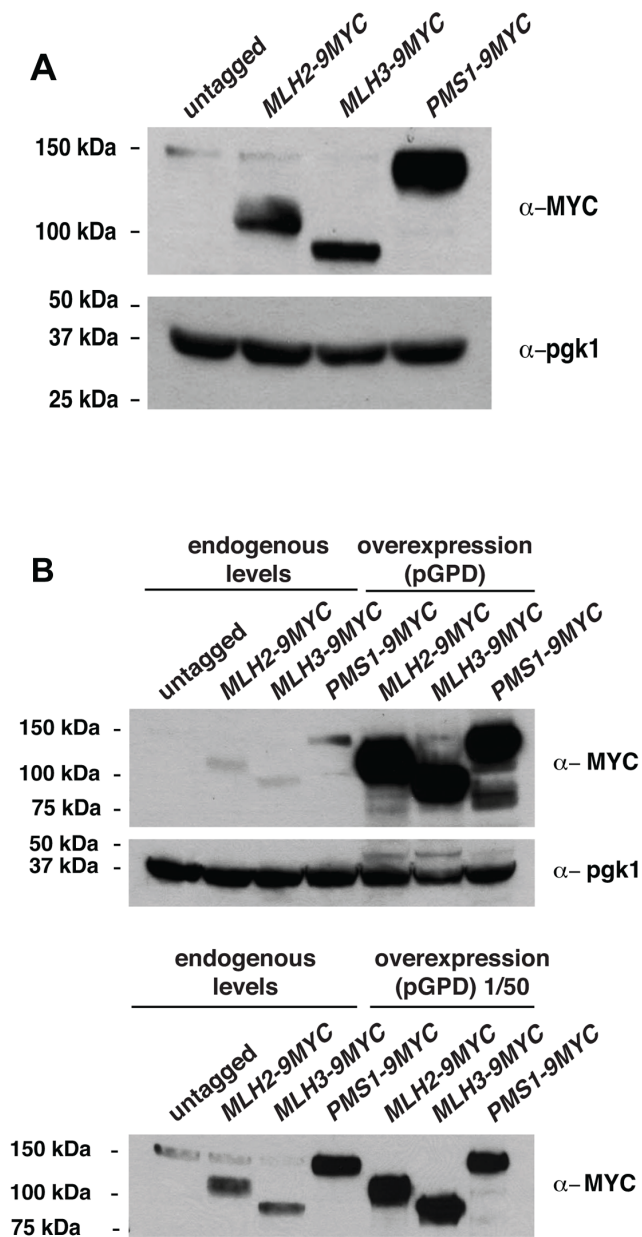 A
untagged
MLH2-9MYC
MLH3-9MYC
PMS1-9MYC
150 kDa -
100 kDa -
α–MYC
50 kDa -
37 kDa -
25 kDa -
α–pgk1
B
endogenous levels
overexpression (pGPD)
untagged
MLH2-9MYC
MLH3-9MYC
PMS1-9MYC
MLH2-9MYC
MLH3-9MYC
PMS1-9MYC
150 kDa -
100 kDa -
75 kDa -
α– MYC
50 kDa -
37 kDa -
α– pgk1
endogenous levels
overexpression (pGPD) 1/50
untagged
MLH2-9MYC
MLH3-9MYC
PMS1-9MYC
MLH2-9MYC
MLH3-9MYC
PMS1-9MYC
150 kDa -
100 kDa -
75 kDa -
α– MYC